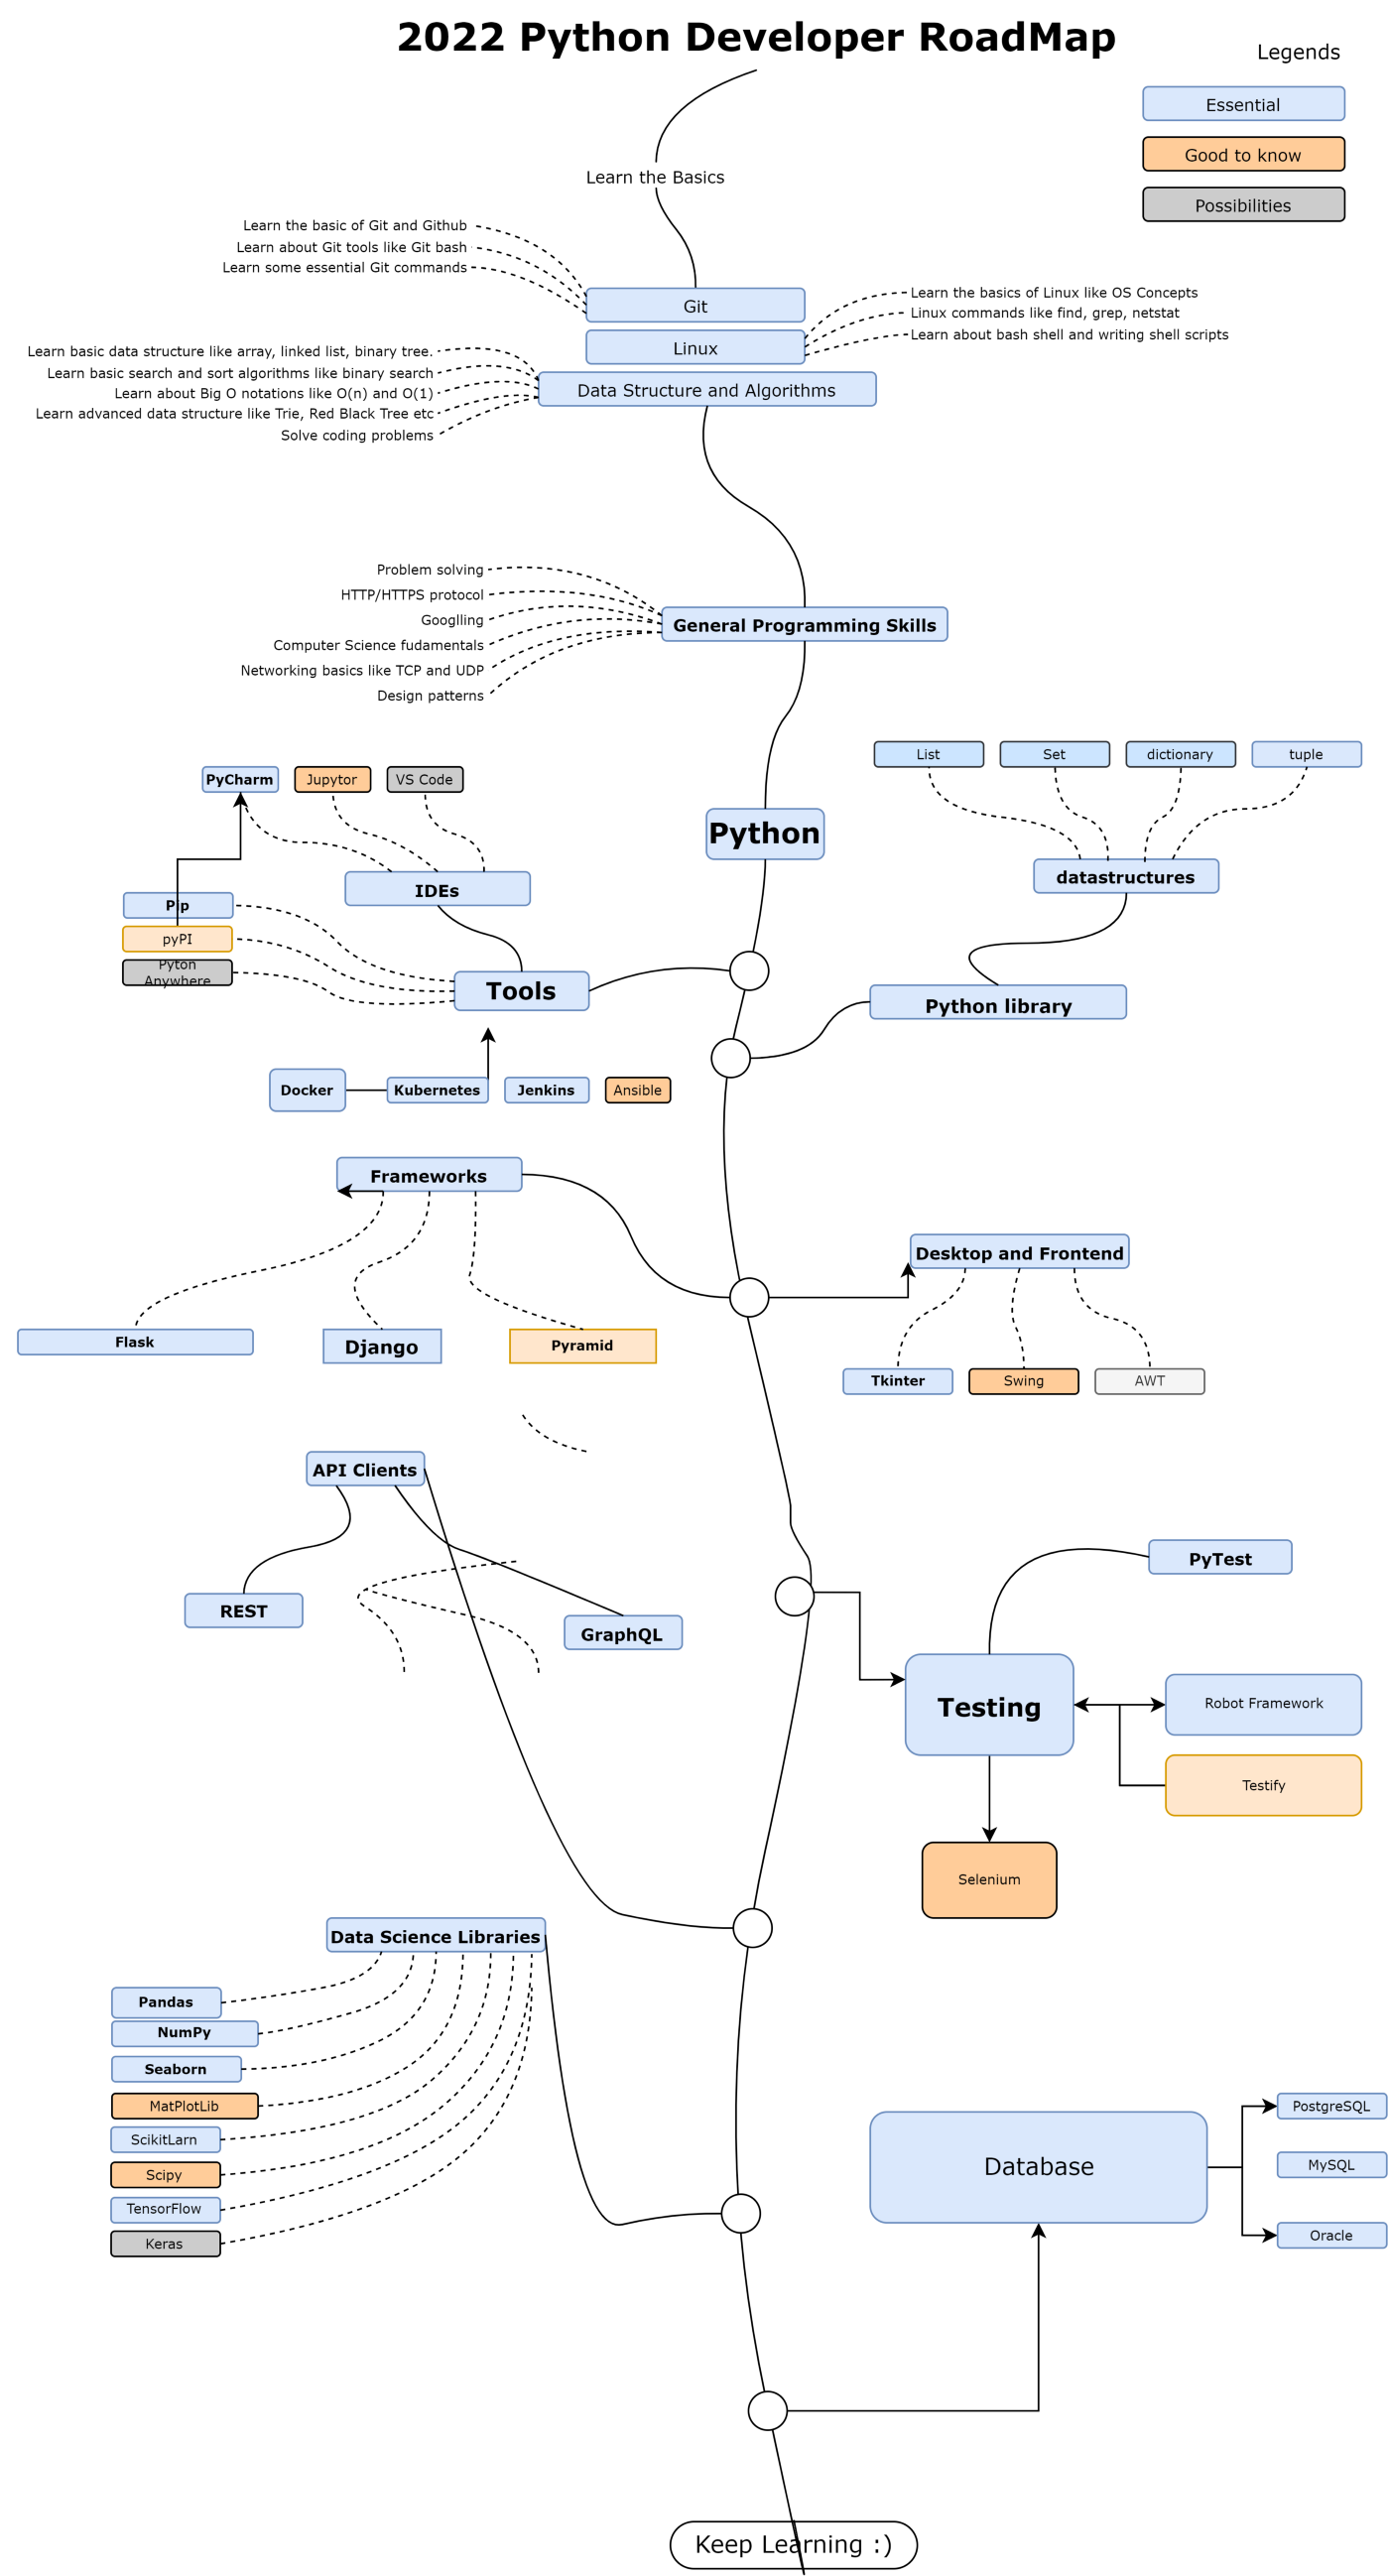 2022 Python Developer RoadMap
Legends
Essential
Good to know
Possibilities
Learn the Basics
Learn the basic of Git and Github
Learn about Git tools like Git bash
Learn some essential Git commands
Git
Learn the basics of Linux like OS Concepts
Linux commands like find, grep, netstat
Learn about bash shell and writing shell scripts
Linux
Learn basic data structure like array, linked list, binary tree.
Learn basic search and sort algorithms like binary search
Learn about Big O notations like O(n) and O(1)
Learn advanced data structure like Trie, Red Black Tree etc
Solve coding problems
Data Structure and Algorithms
Problem solving
HTTP/HTTPS protocol
Googlling
Computer Science fudamentals
Networking basics like TCP and UDP
Design patterns
General Programming Skills
List
Set
dictionary
tuple
PyCharm
Jupytor
VS Code
Python
datastructures
IDEs
Pip
pyPI
Pyton
Anywhere
Tools
Python library
Docker
Kubernetes
Jenkins
Ansible
Frameworks
Desktop and Frontend
Flask
Django
Pyramid
Tkinter
Swing
AWT
API Clients
PyTest
REST
GraphQL
Testing
Robot Framework
Testify
Selenium
Data Science Libraries
Pandas
NumPy
Seaborn
MatPlotLib
ScikitLarn
Scipy
TensorFlow
Keras
Database
PostgreSQL
MySQL
Oracle
Keep Learning :)